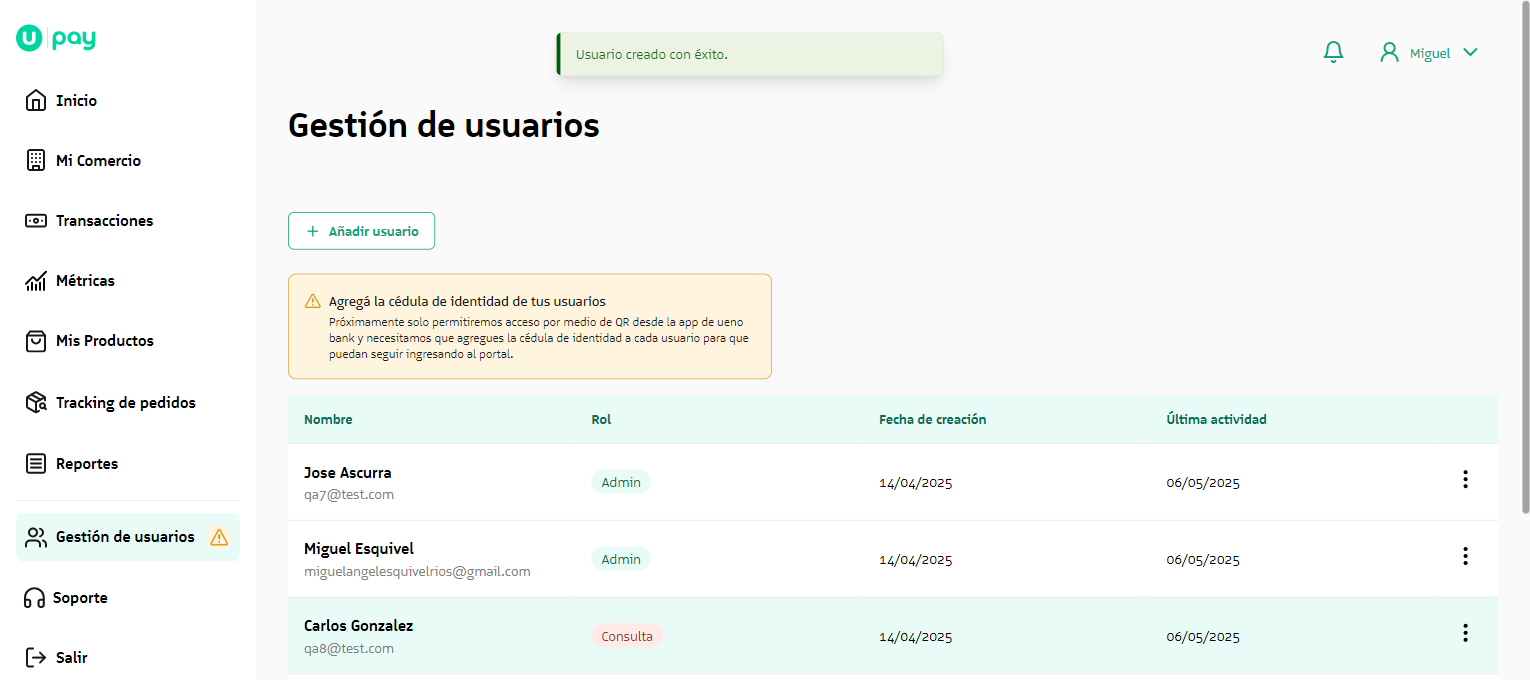 U pay
Usuario creado con éxito.
Miguel
Inicio
Mi Comercio
Transacciones
Métricas
Mis Productos
Tracking de pedidos
Reportes
Gestión de usuarios
Soporte
Salir
Gestión de usuarios
+ Añadir usuario
Agregá la cédula de identidad de tus usuarios
Próximamente solo permitiremos acceso por medio de QR desde la app de ueno
bank y necesitamos que agregues la cédula de identidad a cada usuario para que
puedan seguir ingresando al portal.
Nombre Rol Fecha de creación Última actividad
Jose Ascurra
qa7@test.com
Admin 14/04/2025 06/05/2025
Miguel Esquivel
miguelangelesquivelrios@gmail.com
Admin 14/04/2025 06/05/2025
Carlos Gonzalez
qa8@test.com
Consulta 14/04/2025 06/05/2025